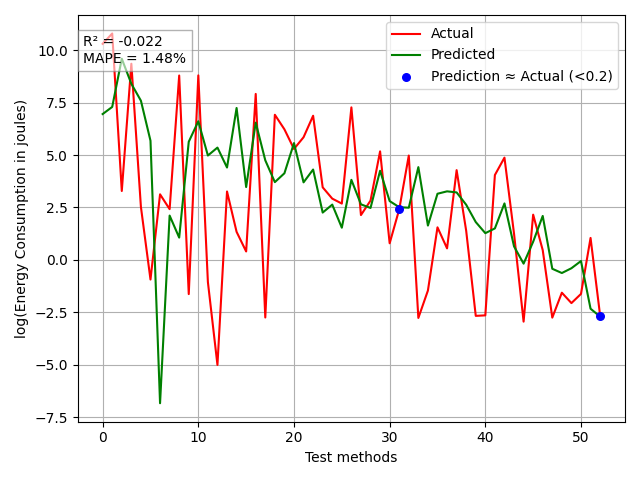 R² = -0.022
MAPE = 1.48%
Actual
Predicted
Prediction ≈ Actual (<0.2)
10.0
7.5
5.0
2.5
0.0
−2.5
−5.0
−7.5
log(Energy Consumption in joules)
0 10 20 30 40 50
Test methods